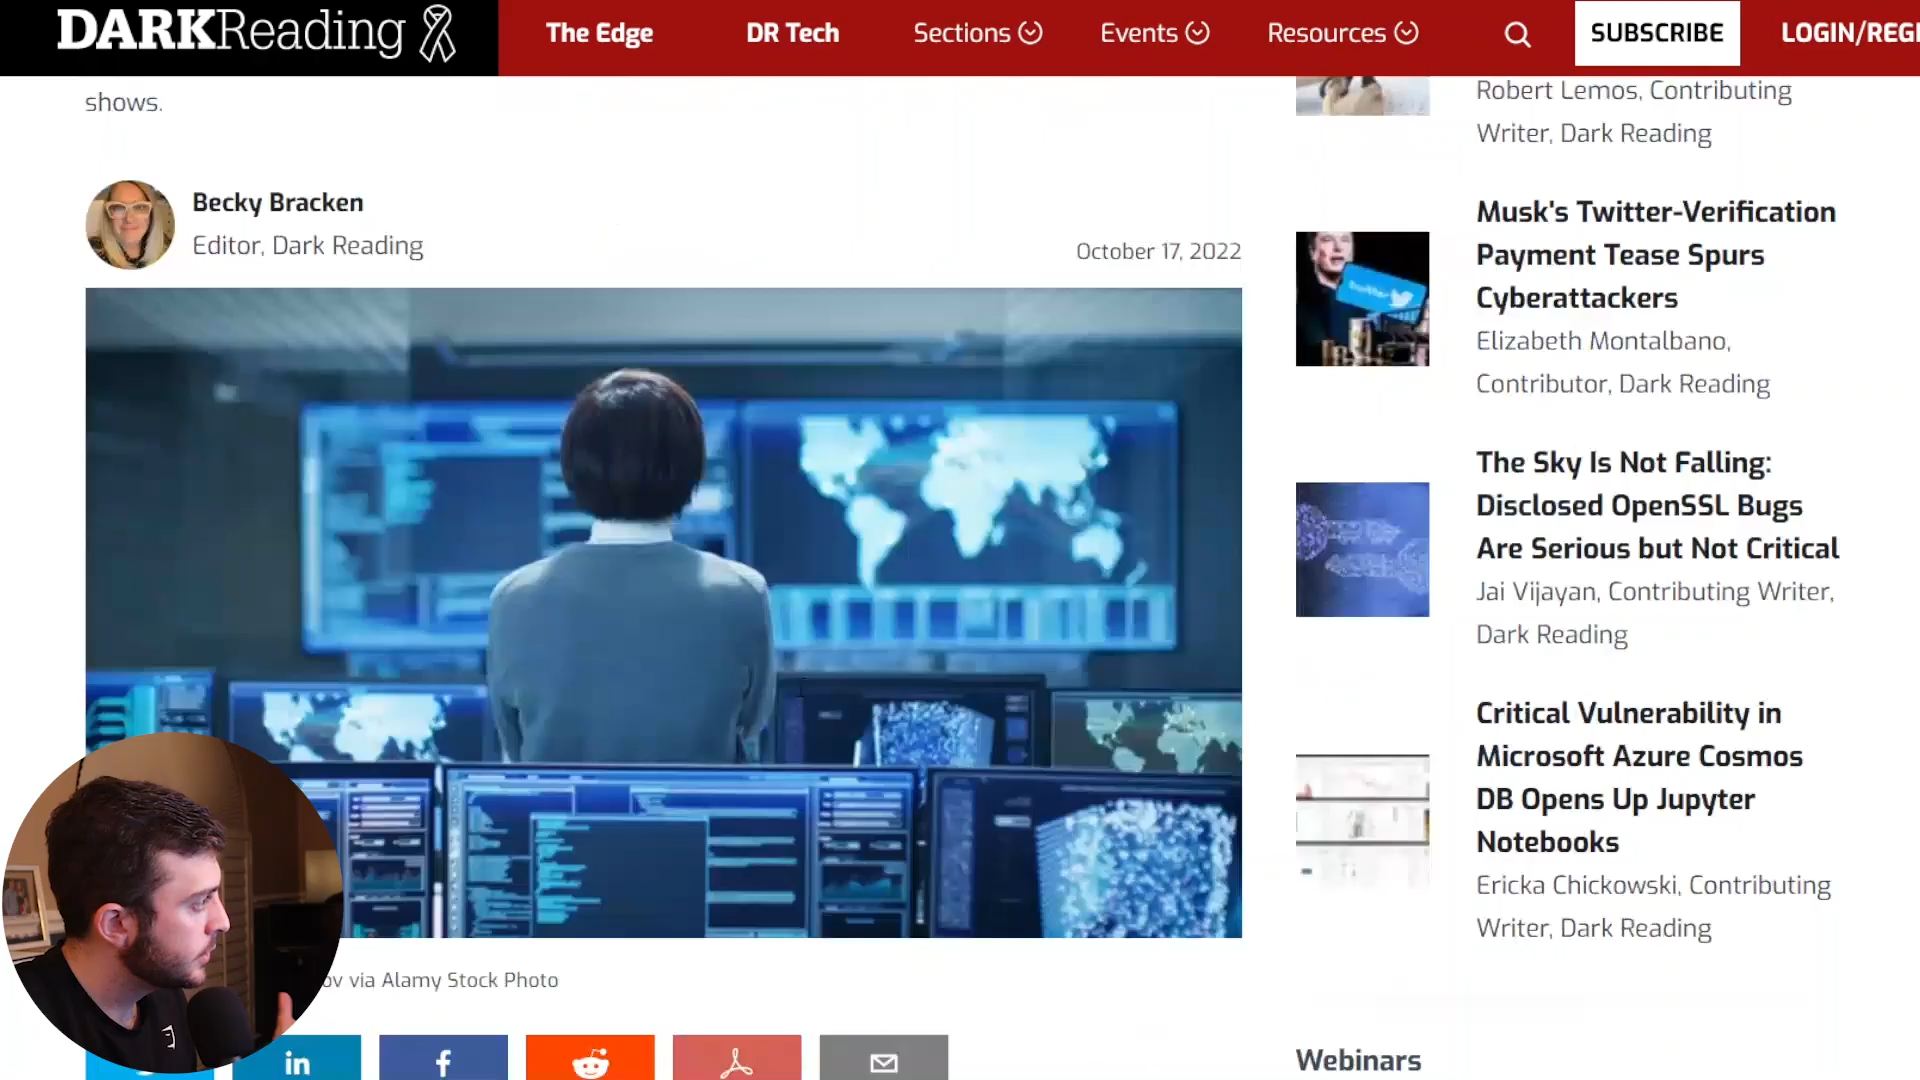 DARKReading
The Edge
DR Tech
Sections
Events
Resources
SUBSCRIBE
LOGIN/REGI
shows.
Becky Bracken
Editor, Dark Reading
October 17, 2022
ov via Alamy Stock Photo
in
f
Robert Lemos, Contributing
Writer, Dark Reading
Musk's Twitter-Verification
Payment Tease Spurs
Cyberattackers
Elizabeth Montalbano,
Contributor, Dark Reading
twitter
The Sky Is Not Falling:
Disclosed OpenSSL Bugs
Are Serious but Not Critical
Jai Vijayan, Contributing Writer,
Dark Reading
Critical Vulnerability in
Microsoft Azure Cosmos
DB Opens Up Jupyter
Notebooks
Ericka Chickowski, Contributing
Writer, Dark Reading
Webinars